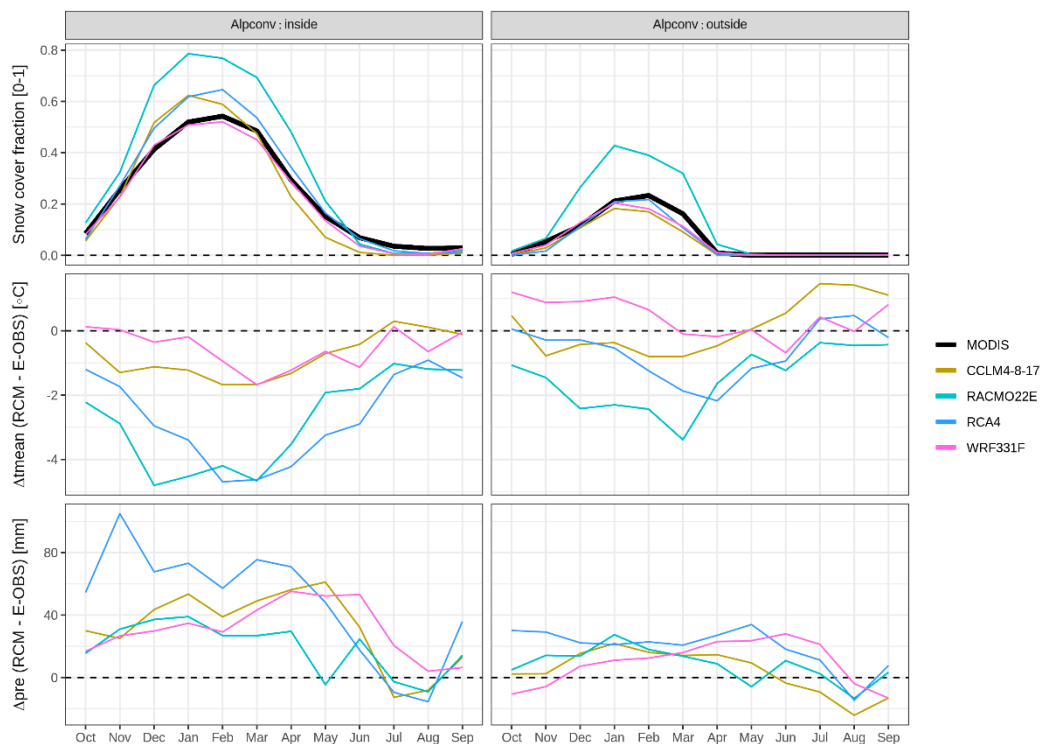 Alpconv : inside
Alpconv : outside
Snow cover fraction [0-1]
0.8
0.6
0.4
0.2
0.0
Δtmean (RCM - E-OBS) [◦C]
0
-2
-4
Δpre (RCM - E-OBS) [mm]
80
40
0
Oct Nov Dec Jan Feb Mar Apr May Jun Jul Aug Sep
Oct Nov Dec Jan Feb Mar Apr May Jun Jul Aug Sep
MODIS
CCLM4-8-17
RACMO22E
RCA4
WRF331F